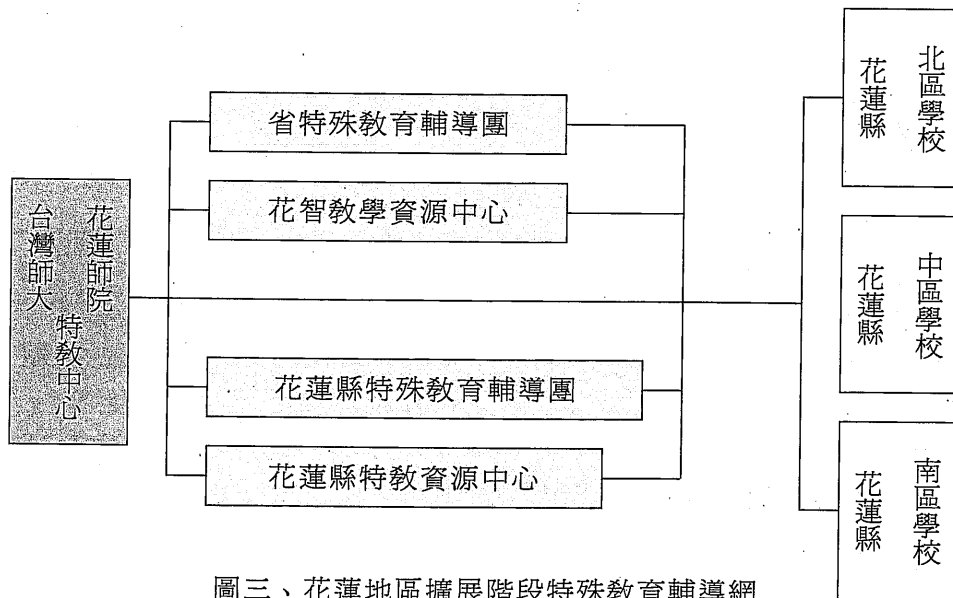 花蓮師院
台灣師大
特教中心
省特殊教育輔導團
花智教學資源中心
花蓮縣特殊教育輔導團
花蓮縣特教資源中心
北區學校
花蓮縣
中區學校
花蓮縣
南區學校
花蓮縣
圖三、花蓮地區擴展階段特殊教育輔導網